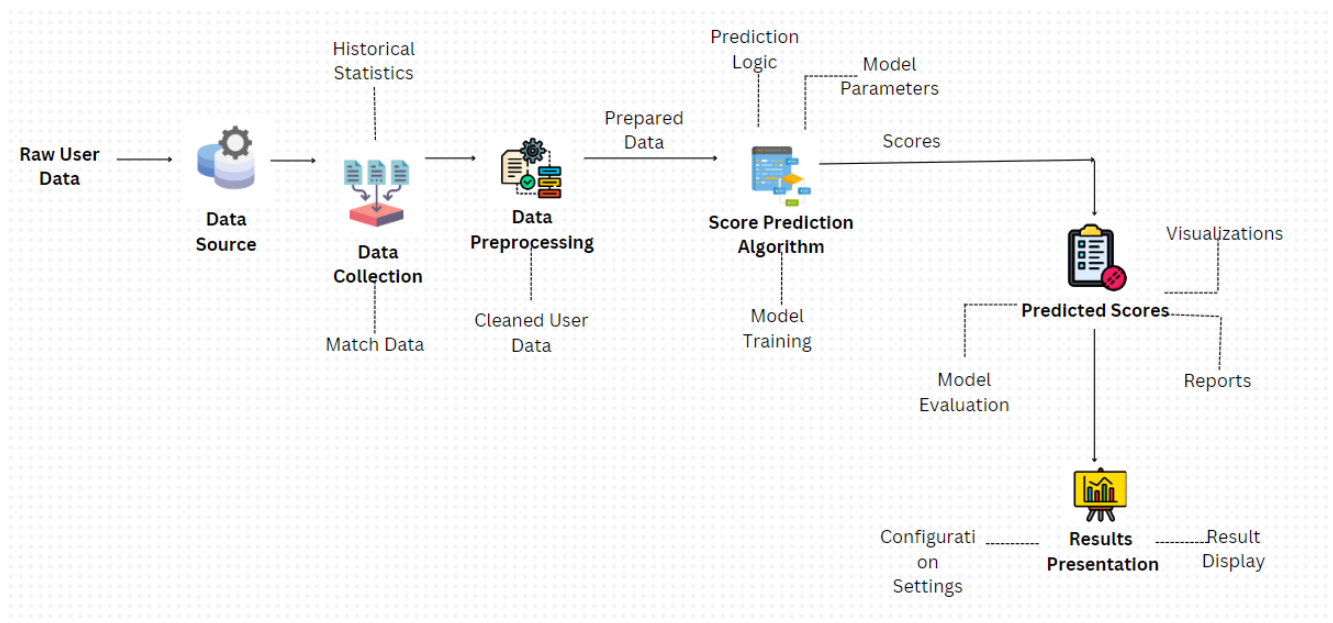 Historical
Statistics
Prediction
Logic
Model
Parameters
Raw User
Data
Data
Source
Data
Collection
Match Data
Data
Preprocessing
Cleaned User
Data
Prepared
Data
Score Prediction
Algorithm
Model
Training
Scores
Visualizations
Predicted Scores
Model
Evaluation
Reports
Configurati
on
Settings
Results
Presentation
Result
Display